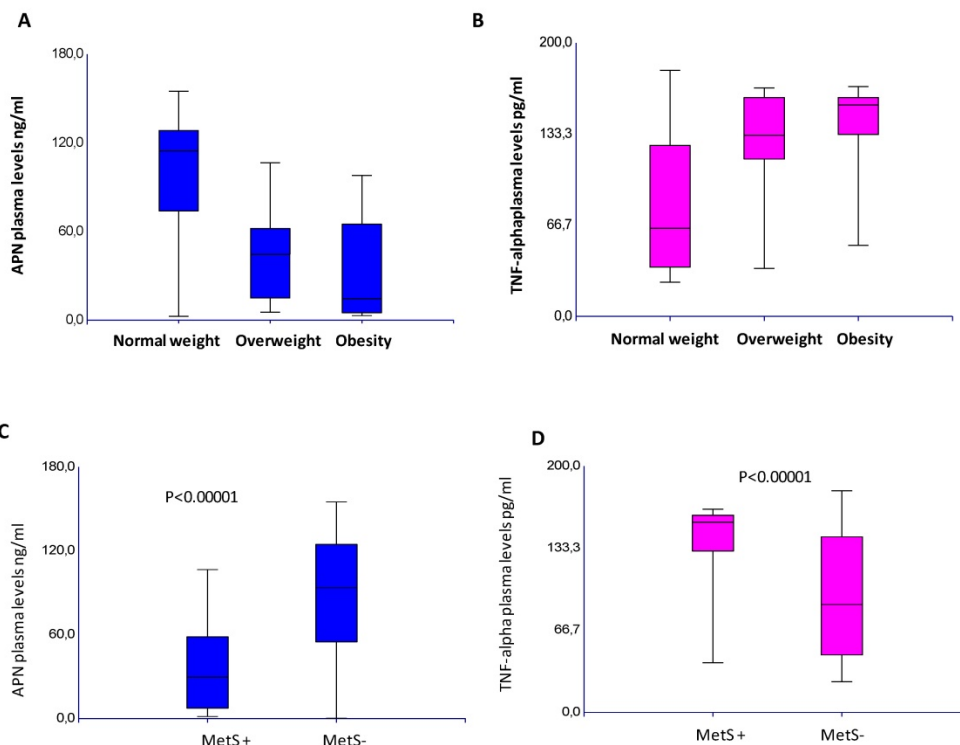 A
APN plasma levels ng/ml
180,0
120,0
60,0
0,0
Normal weight Overweight Obesity
B
TNF-alphaplasma levels pg/ml
200,0
133,3
66,7
0,0
Normal weight Overweight Obesity
C
APN plasma levels ng/ml
180,0
120,0
60,0
0,0
P<0.00001
MetS + MetS-
D
TNF-alpha plasma levels pg/ml
200,0
133,3
66,7
0,0
P<0.00001
MetS + MetS-